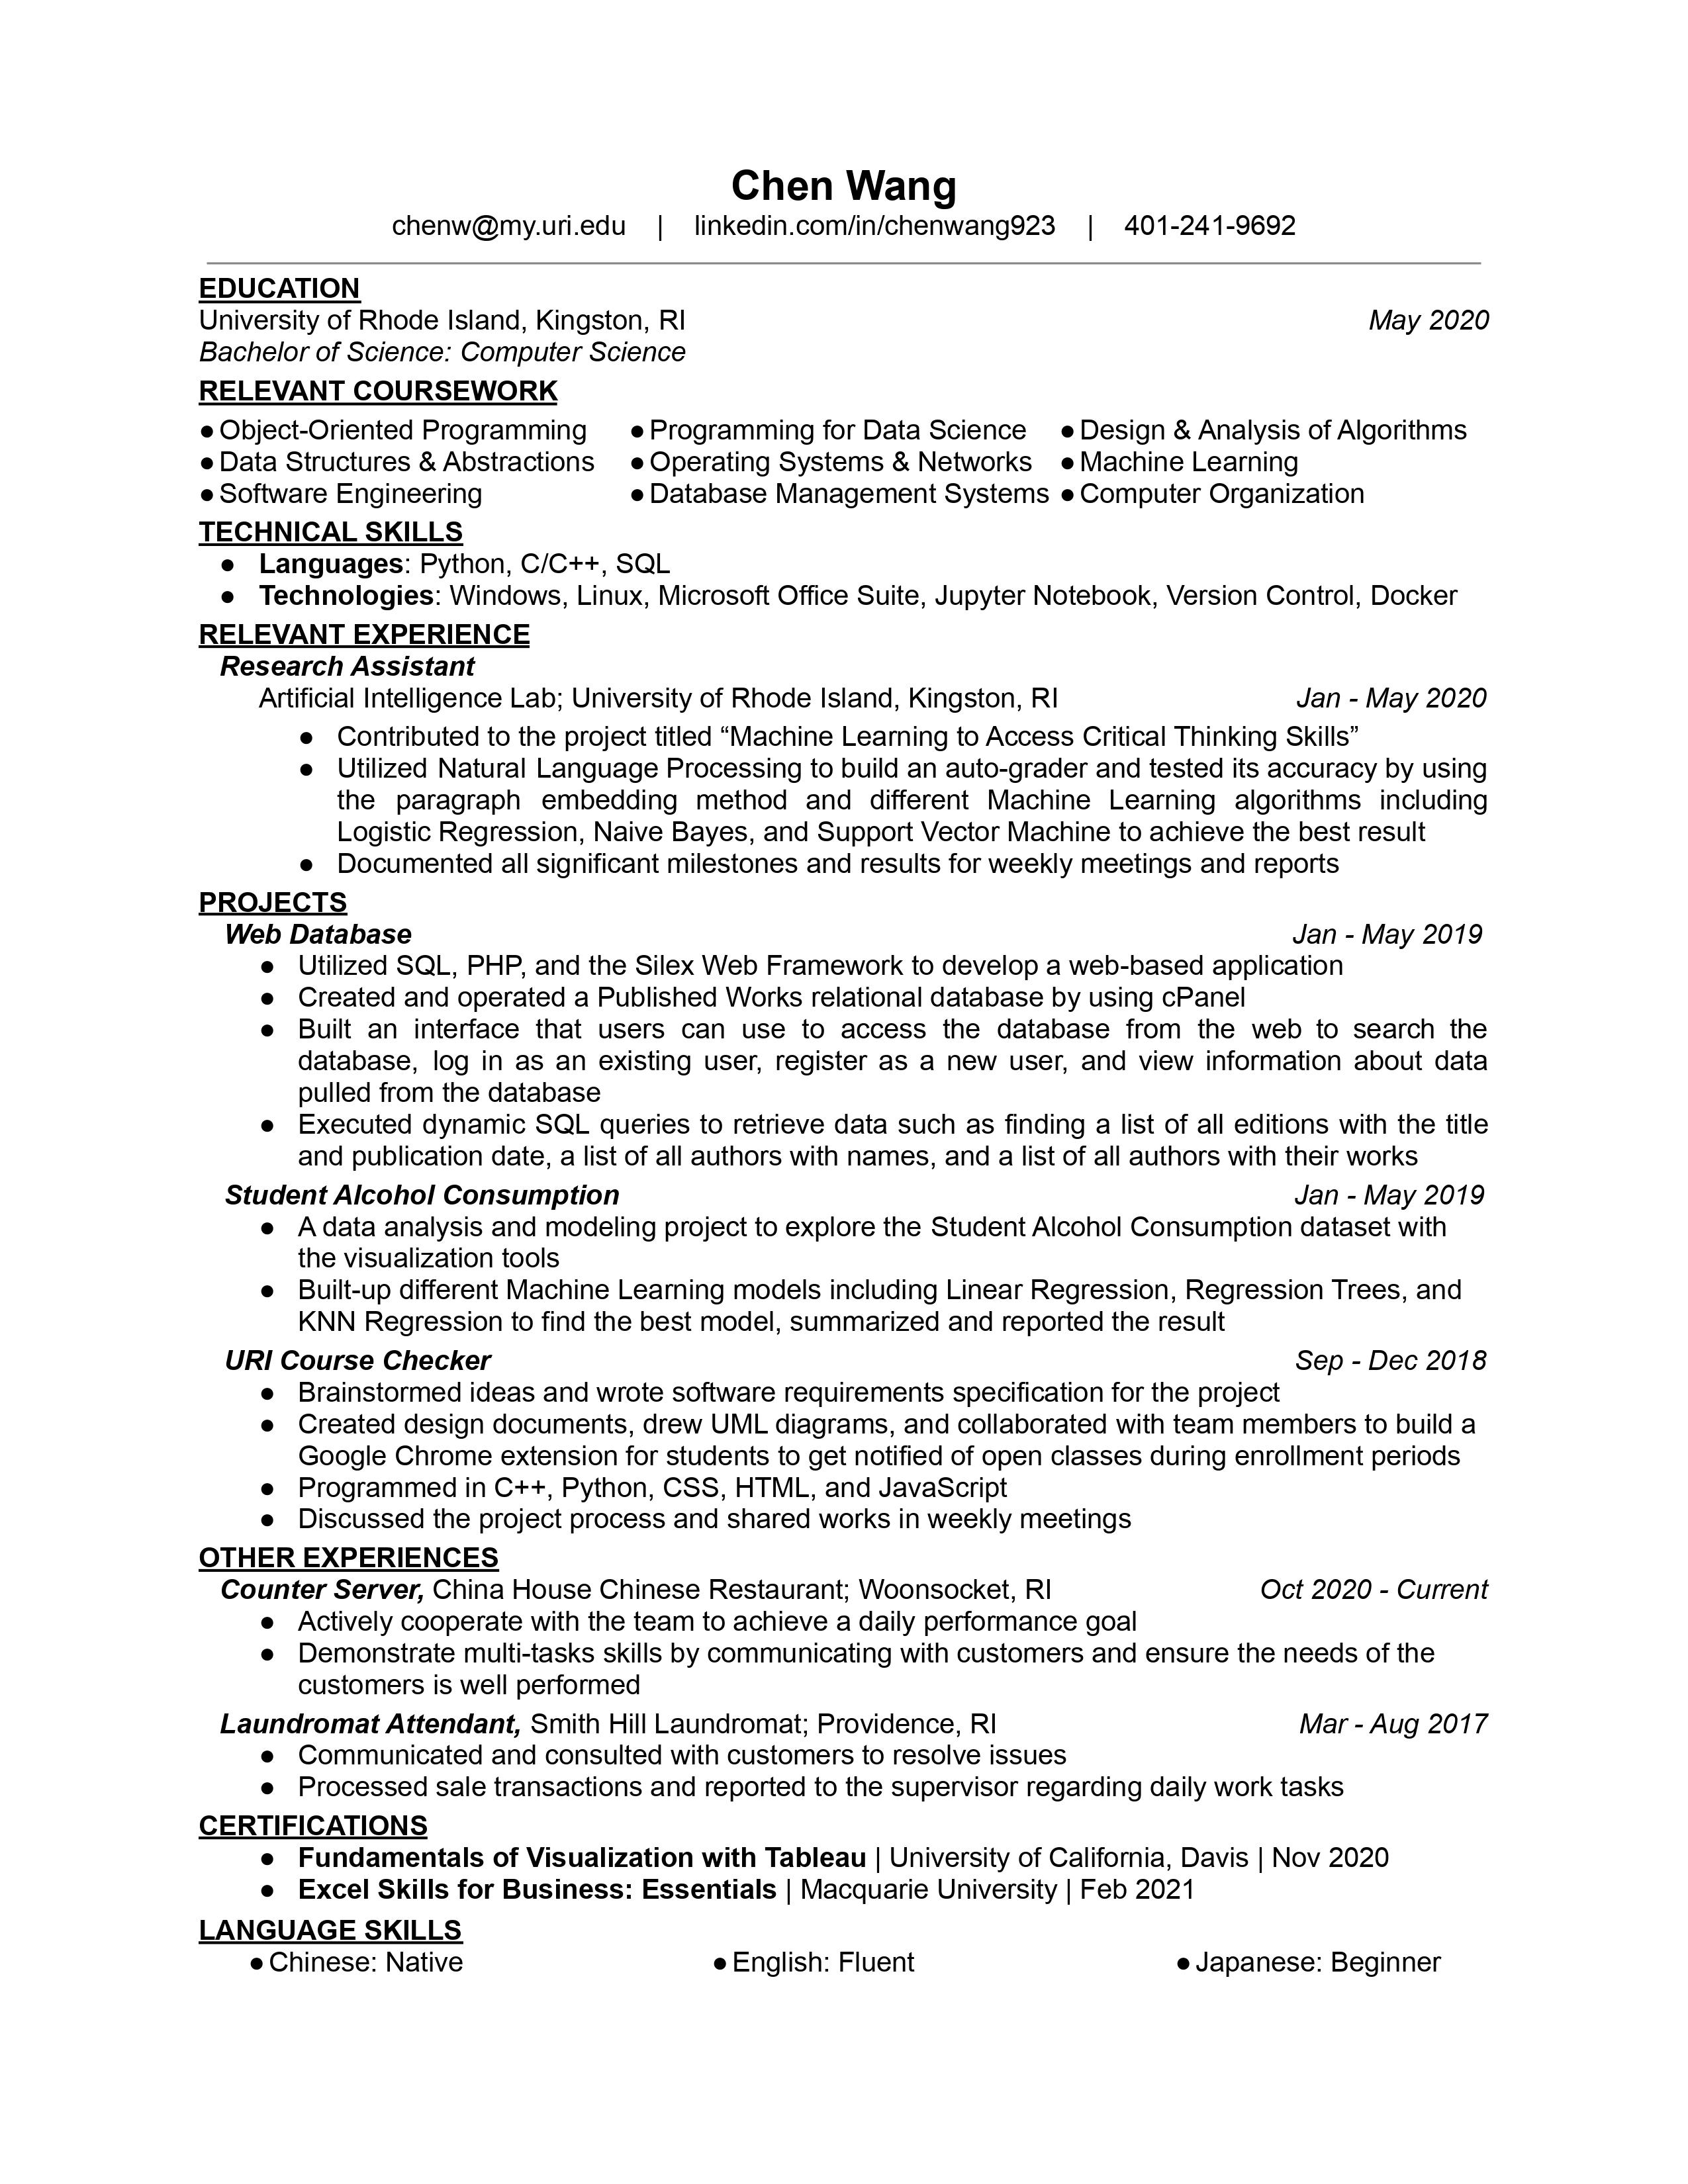 Chen Wang
chenw@my.uri.edu | linkedin.com/in/chenwang923 | 401-241-9692
EDUCATION
University of Rhode Island, Kingston, RI May 2020
Bachelor of Science: Computer Science
RELEVANT COURSEWORK
● Object-Oriented Programming ● Programming for Data Science ● Design & Analysis of Algorithms
● Data Structures & Abstractions ● Operating Systems & Networks ● Machine Learning
● Software Engineering ● Database Management Systems ● Computer Organization
TECHNICAL SKILLS
● Languages: Python, C/C++, SQL
● Technologies: Windows, Linux, Microsoft Office Suite, Jupyter Notebook, Version Control, Docker
RELEVANT EXPERIENCE
Research Assistant
Artificial Intelligence Lab; University of Rhode Island, Kingston, RI Jan - May 2020
● Contributed to the project titled “Machine Learning to Access Critical Thinking Skills”
● Utilized Natural Language Processing to build an auto-grader and tested its accuracy by using
the paragraph embedding method and different Machine Learning algorithms including
Logistic Regression, Naive Bayes, and Support Vector Machine to achieve the best result
● Documented all significant milestones and results for weekly meetings and reports
PROJECTS
Web Database Jan - May 2019
● Utilized SQL, PHP, and the Silex Web Framework to develop a web-based application
● Created and operated a Published Works relational database by using cPanel
● Built an interface that users can use to access the database from the web to search the
database, log in as an existing user, register as a new user, and view information about data
pulled from the database
● Executed dynamic SQL queries to retrieve data such as finding a list of all editions with the title
and publication date, a list of all authors with names, and a list of all authors with their works
Student Alcohol Consumption Jan - May 2019
● A data analysis and modeling project to explore the Student Alcohol Consumption dataset with
the visualization tools
● Built-up different Machine Learning models including Linear Regression, Regression Trees, and
KNN Regression to find the best model, summarized and reported the result
URI Course Checker Sep - Dec 2018
● Brainstormed ideas and wrote software requirements specification for the project
● Created design documents, drew UML diagrams, and collaborated with team members to build a
Google Chrome extension for students to get notified of open classes during enrollment periods
● Programmed in C++, Python, CSS, HTML, and JavaScript
● Discussed the project process and shared works in weekly meetings
OTHER EXPERIENCES
Counter Server, China House Chinese Restaurant; Woonsocket, RI Oct 2020 - Current
● Actively cooperate with the team to achieve a daily performance goal
● Demonstrate multi-tasks skills by communicating with customers and ensure the needs of the
customers is well performed
Laundromat Attendant, Smith Hill Laundromat; Providence, RI Mar - Aug 2017
● Communicated and consulted with customers to resolve issues
● Processed sale transactions and reported to the supervisor regarding daily work tasks
CERTIFICATIONS
● Fundamentals of Visualization with Tableau | University of California, Davis | Nov 2020
● Excel Skills for Business: Essentials | Macquarie University | Feb 2021
LANGUAGE SKILLS
● Chinese: Native ● English: Fluent ● Japanese: Beginner